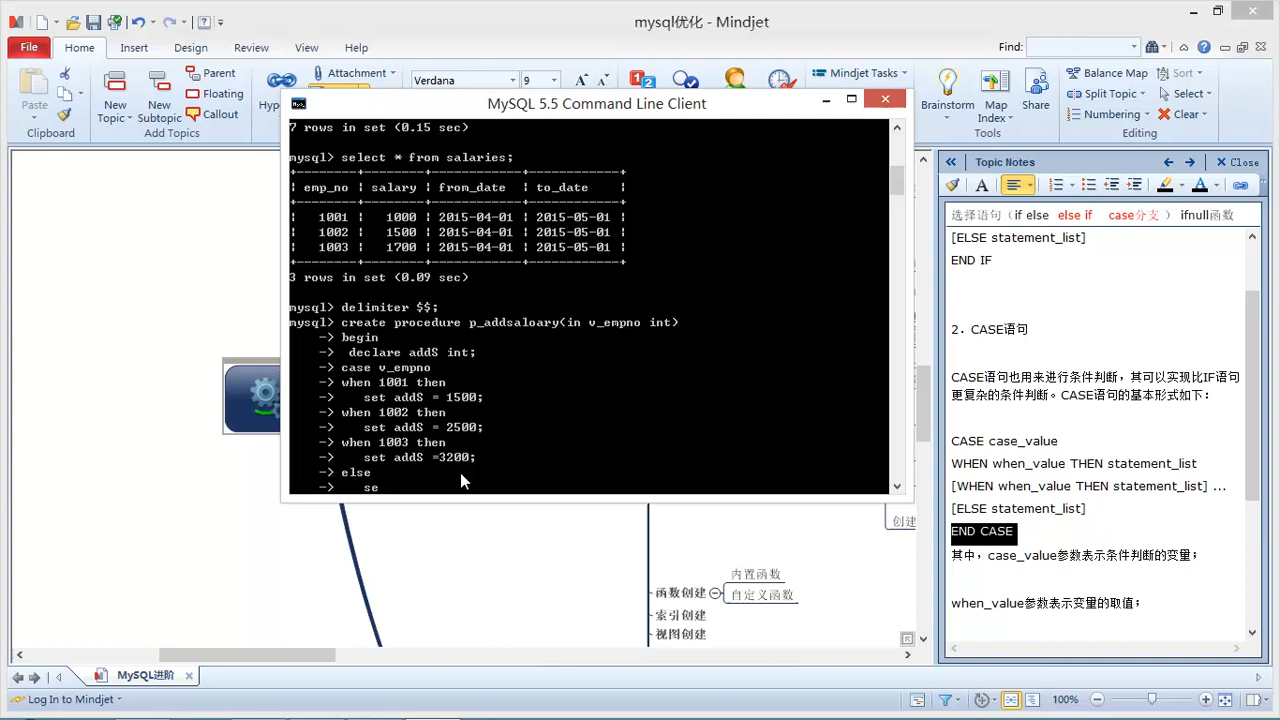 mysql优化 - Mindjet
File Home Insert Design Review View Help Find:
Paste
Clipboard
New Topic
New Subtopic
Parent
Floating
Callout
Add Topics
Attachment
Verdana 9
Mindjet Tasks
Brainstorm
Map Index
Share
Tools
Balance Map
Split Topic
Numbering
Sort
Select
Clear
Editing
MySQL 5.5 Command Line Client
7 rows in set (0.15 sec)
mysql> select * from salaries;
+--------+--------+------------+------------+
| emp_no | salary | from_date | to_date |
+--------+--------+------------+------------+
| 1001 | 1000 | 2015-04-01 | 2015-05-01 |
| 1002 | 1500 | 2015-04-01 | 2015-05-01 |
| 1003 | 1700 | 2015-04-01 | 2015-05-01 |
+--------+--------+------------+------------+
3 rows in set (0.09 sec)
mysql> delimiter $$;
mysql> create procedure p_addsaloary(in v_empno int)
-> begin
-> declare addS int;
-> case v_empno
-> when 1001 then
-> set addS = 1500;
-> when 1002 then
-> set addS = 2500;
-> when 1003 then
-> set addS =3200;
-> else
-> se
创建
内置函数
函数创建
自定义函数
索引创建
视图创建
Topic Notes Close
选择语句（if else else if case分支 ） ifnull函数
[ELSE statement_list]
END IF
2．CASE语句
CASE语句也用来进行条件判断，其可以实现比IF语句
更复杂的条件判断。CASE语句的基本形式如下：
CASE case_value
WHEN when_value THEN statement_list
[WHEN when_value THEN statement_list] ...
[ELSE statement_list]
END CASE
其中，case_value参数表示条件判断的变量；
when_value参数表示变量的取值；
MySQL进阶
Log In to Mindjet
100%